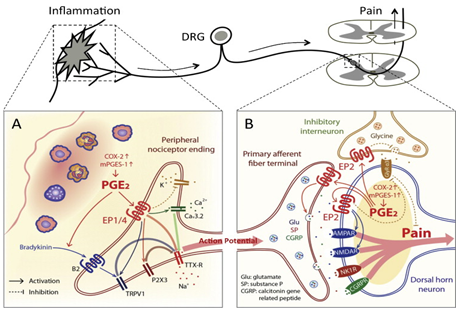 Inflammation
DRG
Pain
A
Peripheral
nociceptor ending
COX-2↑
mPGES-1↑
PGE₂
EP1/4
K⁺
Ca²⁺
Caᵥ3.2
Bradykinin
B2
TRPV1
P2X3
TTX-R
Na⁺
Action Potential
Activation
Inhibition
B
Inhibitory
interneuron
Glycine
Primary afferent
fiber terminal
EP2
EP2
COX-2↑
mPGES-1↑
PGE₂
Glu
SP
CGRP
AMPAR
NMDAR
NK1R
Pain
Glu: glutamate
SP: substance P
CGRP: calcitonin gene
related peptide
Dorsal horn
neuron